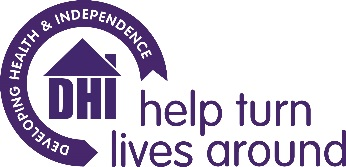 DEVELOPING HEALTH & INDEPENDENCE
DHI
help turn
lives around